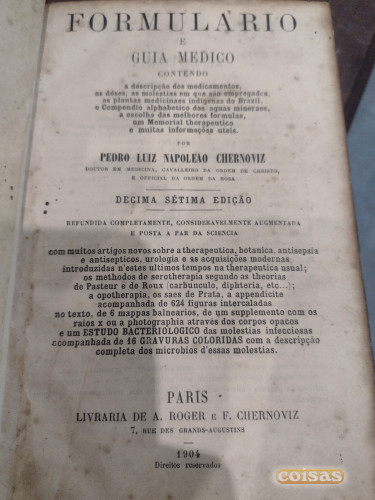 FORMULARIO
E
GUIA MEDICO
CONTENDO
a descripção dos medicamentos,
as dóses, as molestias em que são empregados,
as plantas medicinaes indigenas do Brazil,
o Compendio alphabetico das aguas mineraes,
a escolha das melhores formulas,
um Memorial therapeutico
e muitas informações uteis.
POR
PEDRO LUIZ NAPOLEÃO CHERNOVIZ
DOUTOR EM MEDICINA, CAVALLEIRO DA ORDEM DE CHRISTO,
E OFFICIAL DA ORDEM DA ROSA
DECIMA SÉTIMA EDIÇÃO
REFUNDIDA COMPLETAMENTE, CONSIDERAVELMENTE AUGMENTADA
E POSTA A PAR DA SCIENCIA
com muitos artigos novos sobre a therapeutica, botanica, antisepsia
e antisepticos, urologia e as acquisições modernas
introduzidas n'estes ultimos tempos na therapeutica usual;
os methodos de serotherapia segundo as theorias
de Pasteur e de Roux (carbunculo, diphteria, etc...);
a opotherapia, os saes de Prata, a appendicite
acompanhada de 624 figuras intercaladas
no texto, de 6 mappas balnearios, de um supplemento com os
raios x ou a photographia através dos corpos opacos
e um ESTUDO BACTERIOLOGICO das molestias infecciosas
acompanhada de 16 GRAVURAS COLORIDAS com a descripção
completa dos microbios d'essas molestias.
PARIS
LIVRARIA DE A. ROGER E F. CHERNOVIZ
7, RUE DES GRANDS-AUGUSTINS
1904
Direitos reservados
coisas